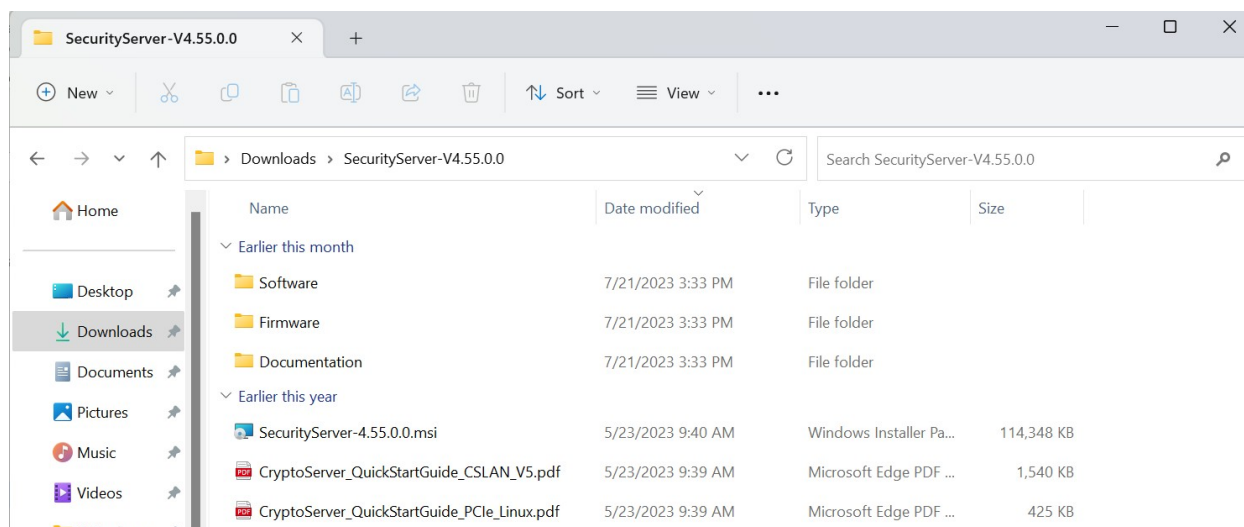 SecurityServer-V4.55.0.0
New
Sort
View
Downloads > SecurityServer-V4.55.0.0
Search SecurityServer-V4.55.0.0
Home
Desktop
Downloads
Documents
Pictures
Music
Videos
Name Date modified Type Size
Earlier this month
Software 7/21/2023 3:33 PM File folder
Firmware 7/21/2023 3:33 PM File folder
Documentation 7/21/2023 3:33 PM File folder
Earlier this year
SecurityServer-4.55.0.0.msi 5/23/2023 9:40 AM Windows Installer Pa... 114,348 KB
PDF CryptoServer_QuickStartGuide_CSLAN_V5.pdf 5/23/2023 9:39 AM Microsoft Edge PDF ... 1,540 KB
PDF CryptoServer_QuickStartGuide_PCIe_Linux.pdf 5/23/2023 9:39 AM Microsoft Edge PDF ... 425 KB